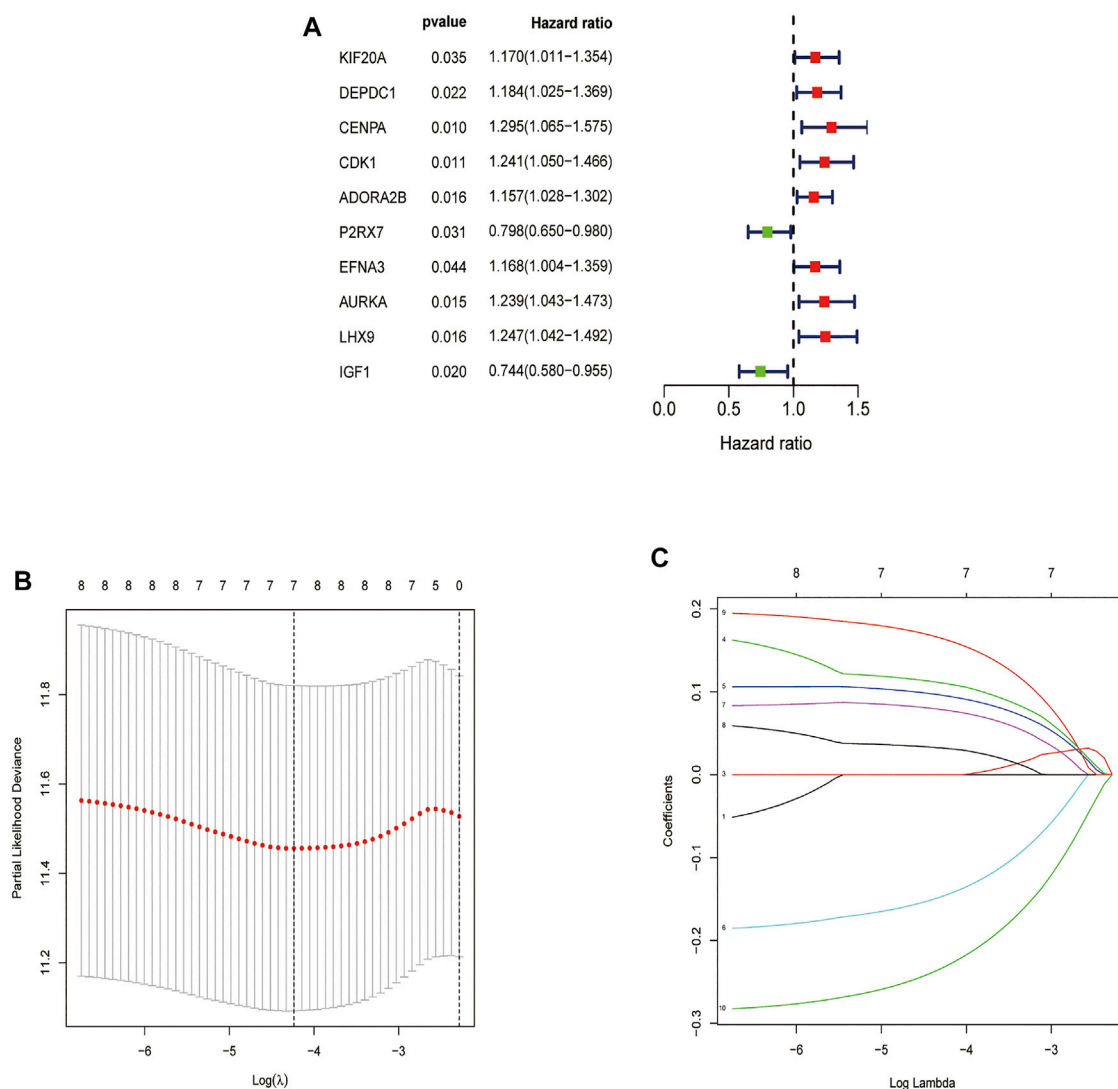 A
pvalue Hazard ratio
KIF20A 0.035 1.170(1.011−1.354)
DEPDC1 0.022 1.184(1.025−1.369)
CENPA 0.010 1.295(1.065−1.575)
CDK1 0.011 1.241(1.050−1.466)
ADORA2B 0.016 1.157(1.028−1.302)
P2RX7 0.031 0.798(0.650−0.980)
EFNA3 0.044 1.168(1.004−1.359)
AURKA 0.015 1.239(1.043−1.473)
LHX9 0.016 1.247(1.042−1.492)
IGF1 0.020 0.744(0.580−0.955)
0.0 0.5 1.0 1.5
Hazard ratio
B
8 8 8 8 8 7 7 7 7 7 8 8 8 8 7 5 0
Partial Likelihood Deviance
11.8
11.6
11.4
11.2
−6 −5 −4 −3
Log(λ)
C
8 7 7 7
Coefficients
0.2
0.1
0.0
−0.1
−0.2
−0.3
9
4
5
7
8
3
1
6
10
−6 −5 −4 −3
Log Lambda